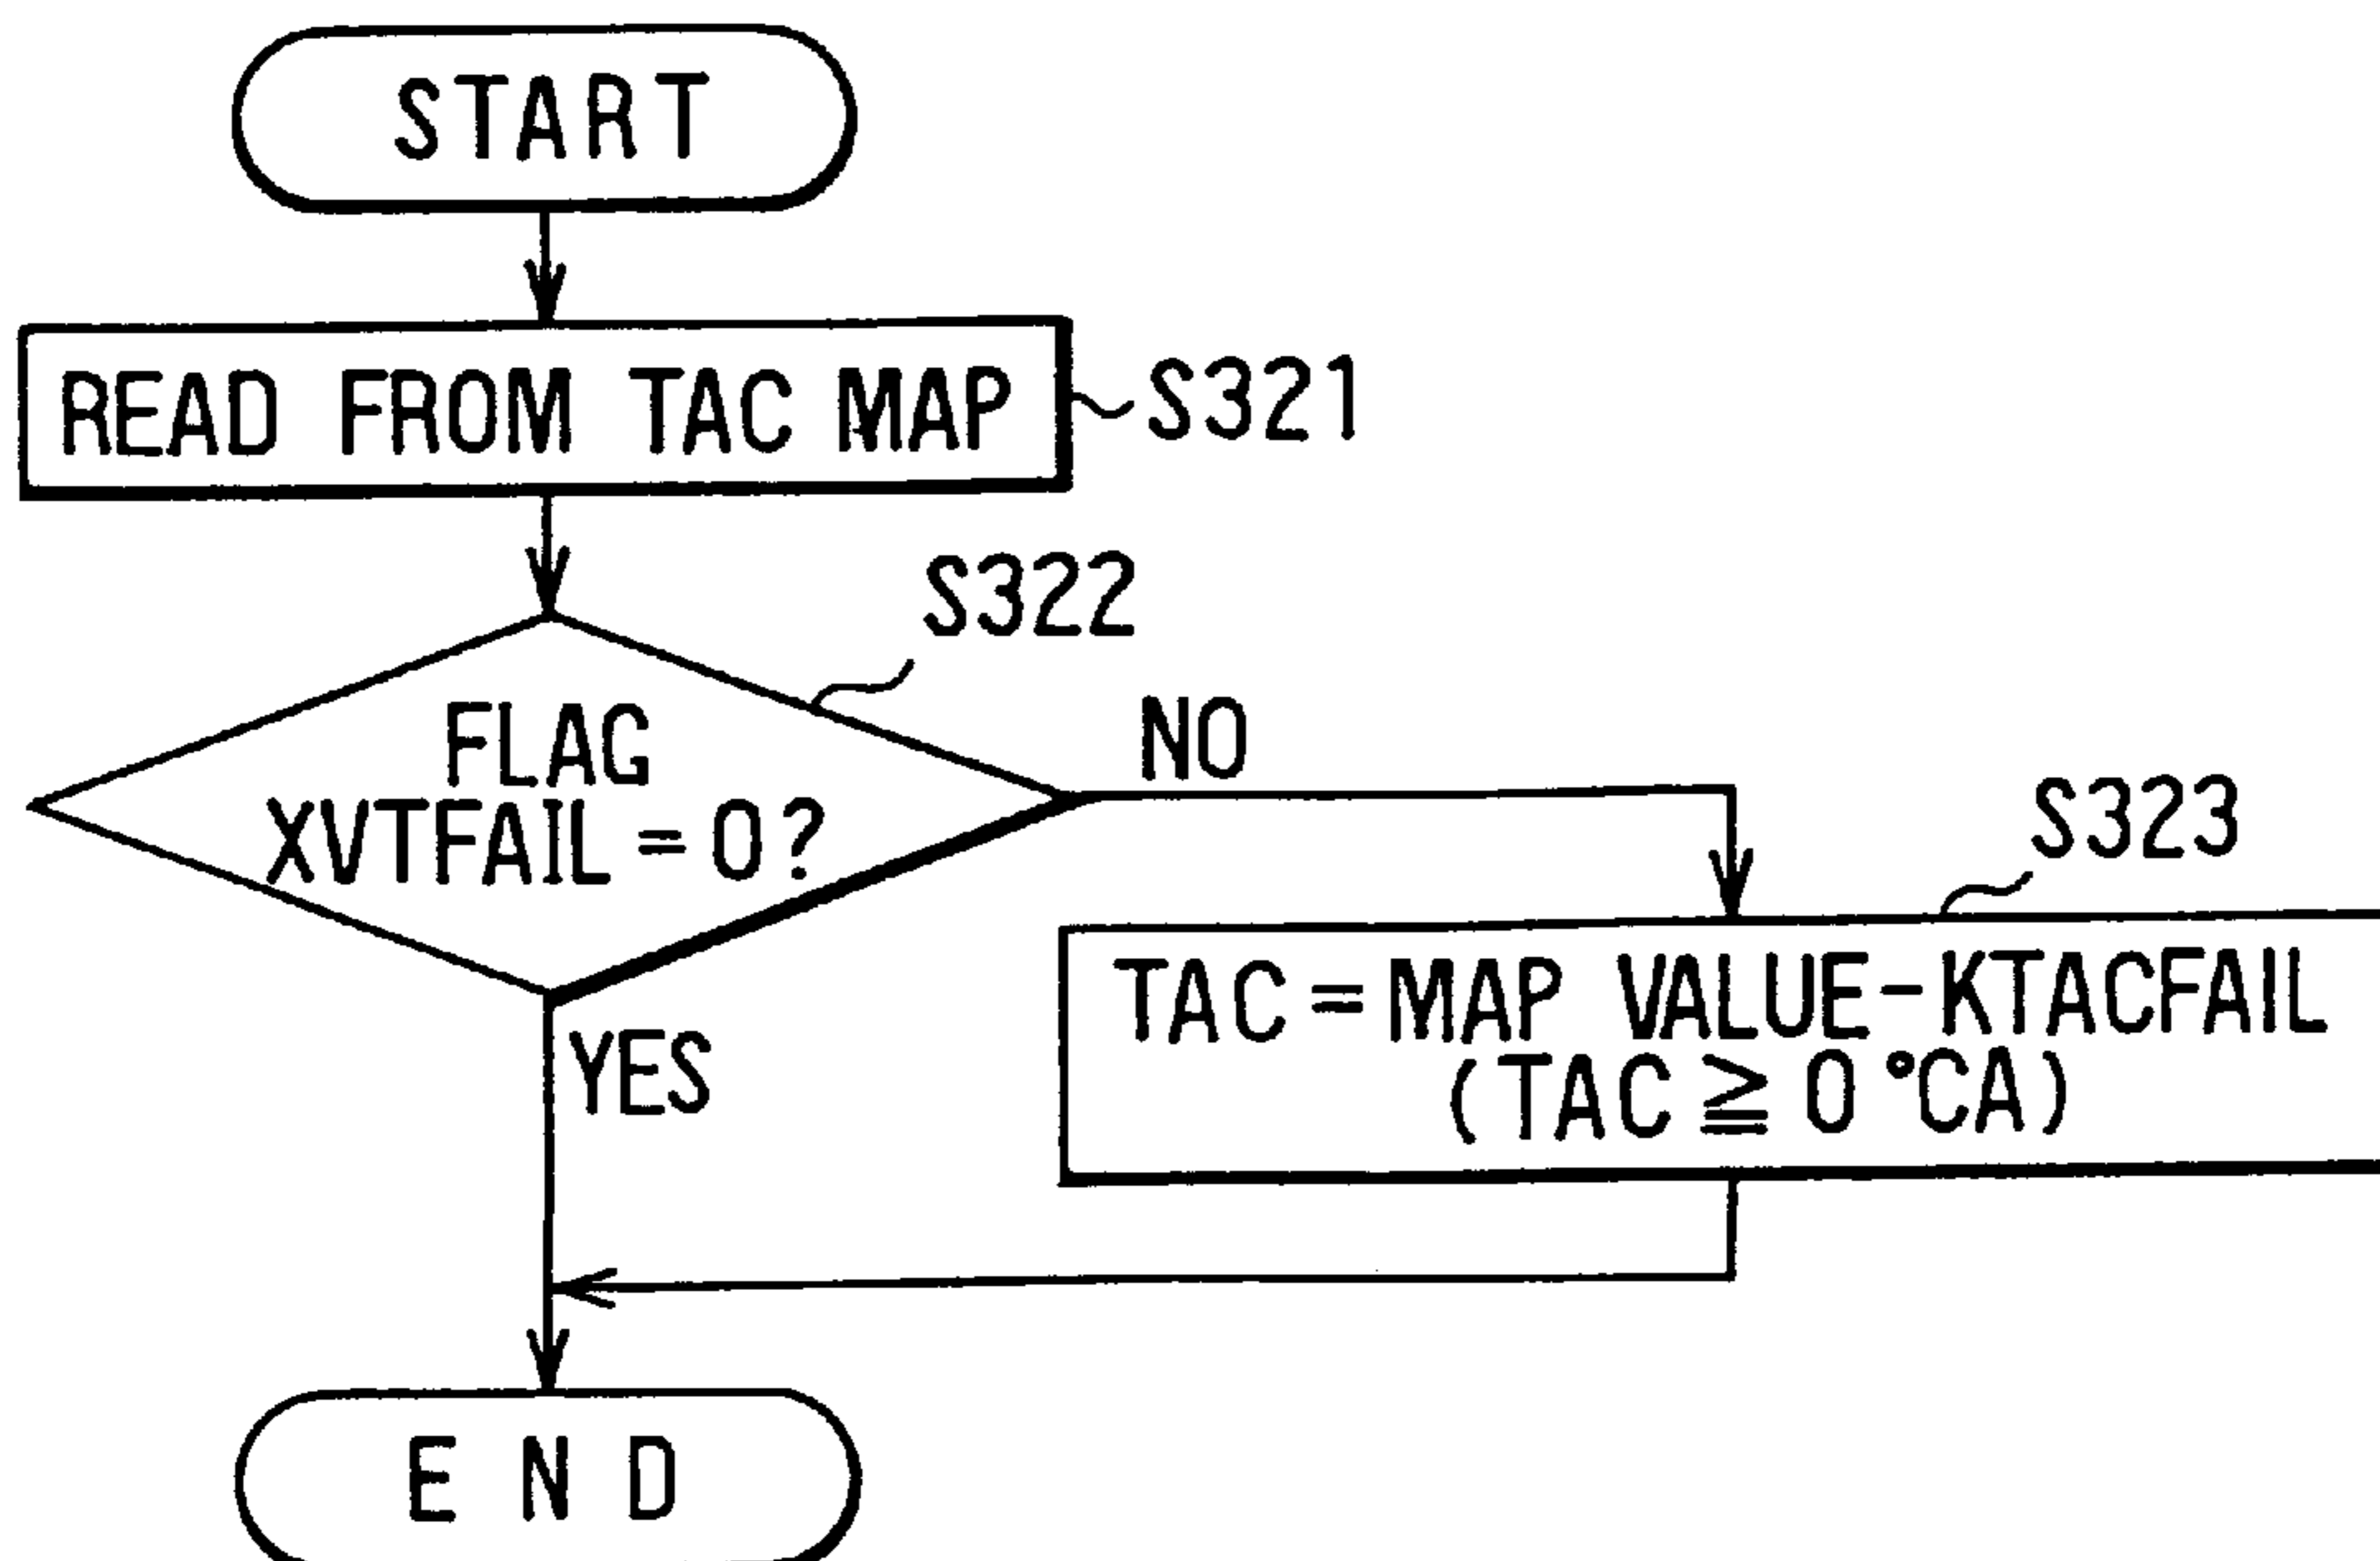 START
READ FROM TAC MAP
S321
S322
FLAG
XVTFAIL = 0 ?
NO
YES
S323
TAC = MAP VALUE - KTACFAIL
(TAC ≧ 0 °CA)
END